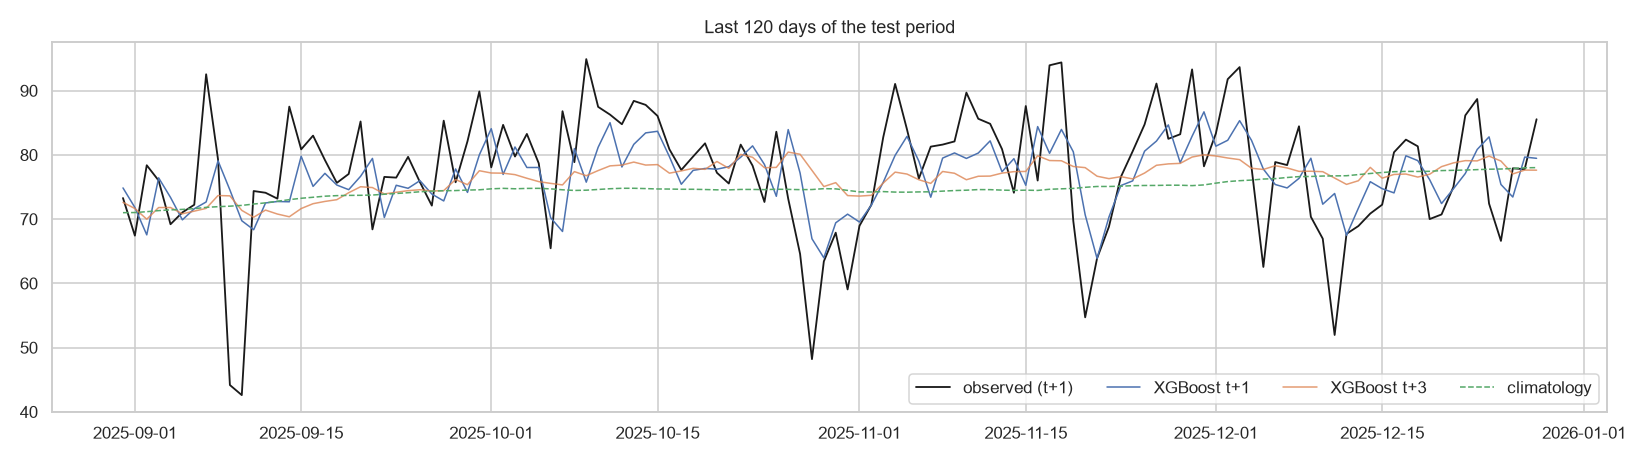 Last 120 days of the test period
90
80
70
60
50
40
observed (t+1) XGBoost t+1 XGBoost t+3 climatology
2025-09-01 2025-09-15 2025-10-01 2025-10-15 2025-11-01 2025-11-15 2025-12-01 2025-12-15 2026-01-01